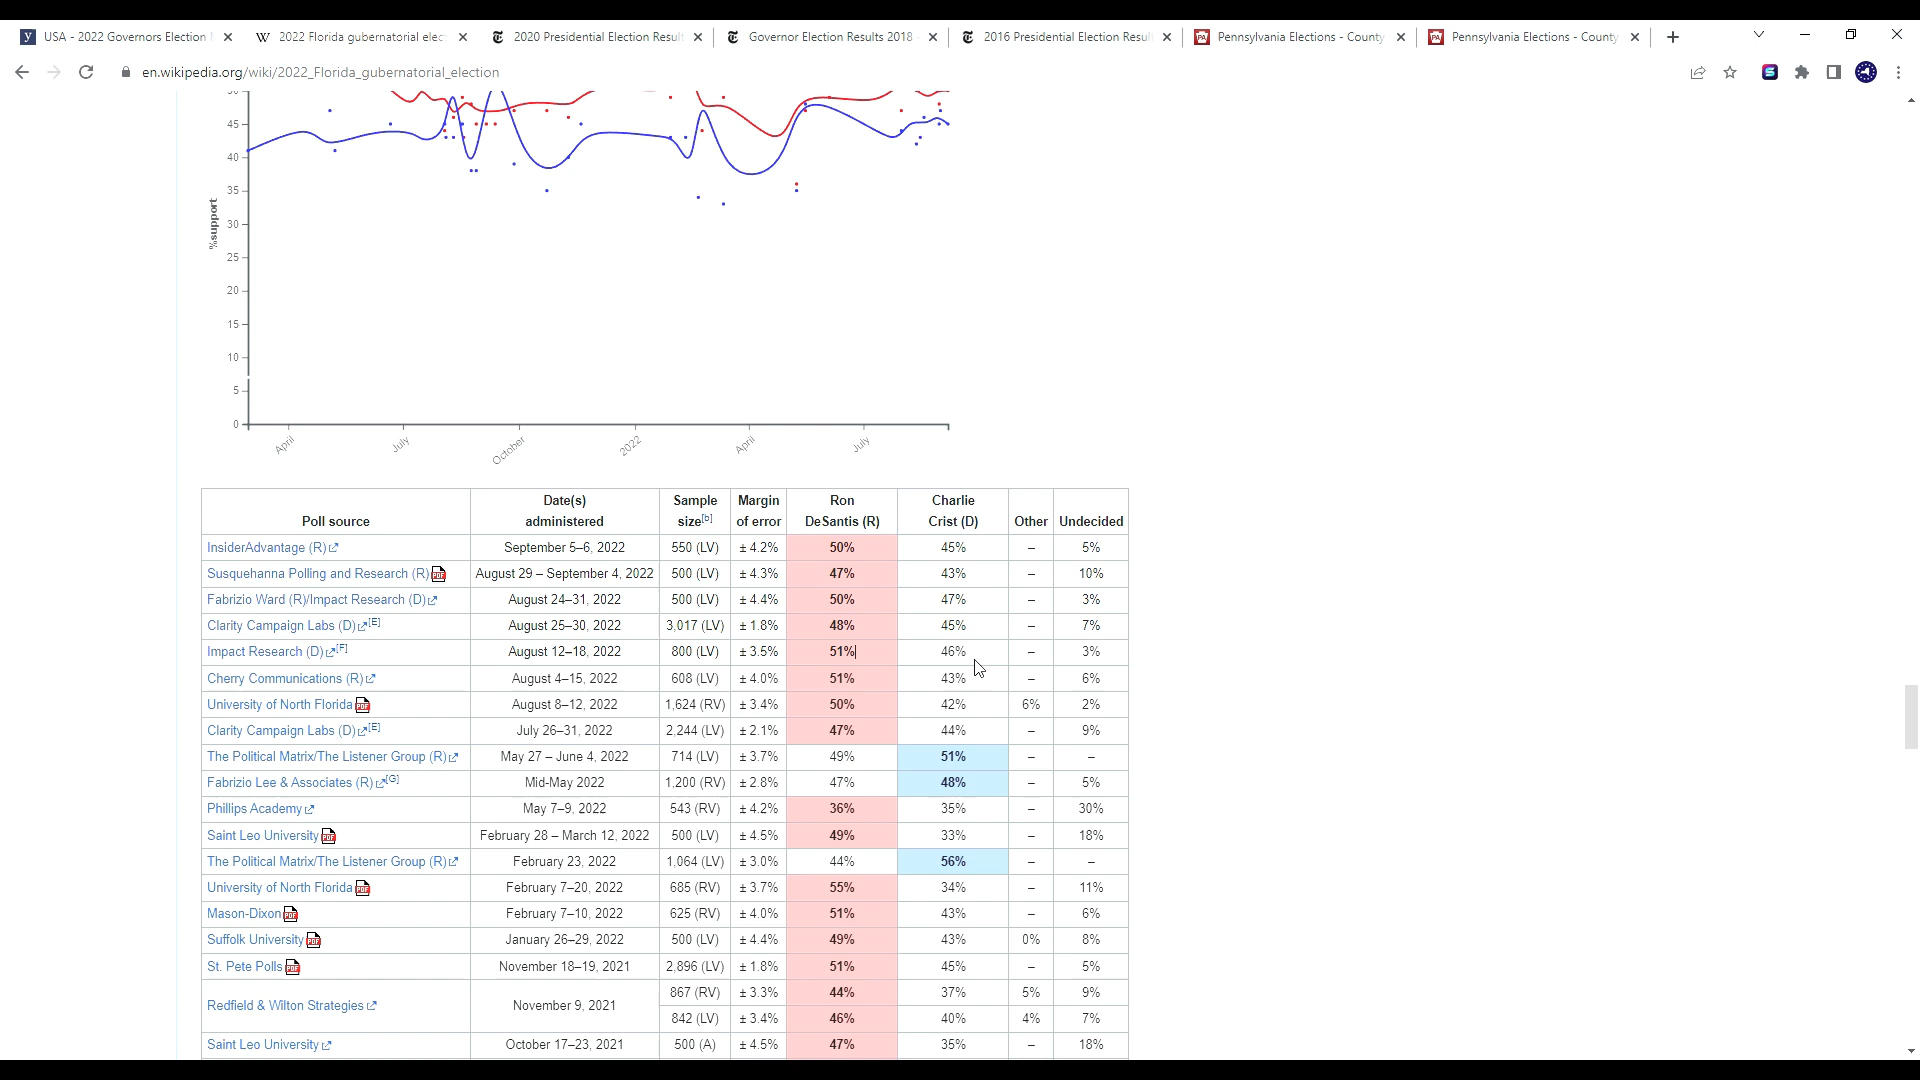 USA - 2022 Governors Election
2022 Florida gubernatorial elec
2020 Presidential Election Result
Governor Election Results 2018 -
2016 Presidential Election Resul
Pennsylvania Elections - County
Pennsylvania Elections - County
en.wikipedia.org/wiki/2022_Florida_gubernatorial_election
50
45
40
35
30
25
20
15
10
5
0
%support
April
July
October
2022
April
July
Poll source Date(s) administered Sample size[b] Margin of error Ron DeSantis (R) Charlie Crist (D) Other Undecided
InsiderAdvantage (R) September 5–6, 2022 550 (LV) ± 4.2% 50% 45% – 5%
Susquehanna Polling and Research (R) August 29 – September 4, 2022 500 (LV) ± 4.3% 47% 43% – 10%
Fabrizio Ward (R)/Impact Research (D) August 24–31, 2022 500 (LV) ± 4.4% 50% 47% – 3%
Clarity Campaign Labs (D)[E] August 25–30, 2022 3,017 (LV) ± 1.8% 48% 45% – 7%
Impact Research (D)[F] August 12–18, 2022 800 (LV) ± 3.5% 51% 46% – 3%
Cherry Communications (R) August 4–15, 2022 608 (LV) ± 4.0% 51% 43% – 6%
University of North Florida August 8–12, 2022 1,624 (RV) ± 3.4% 50% 42% 6% 2%
Clarity Campaign Labs (D)[E] July 26–31, 2022 2,244 (LV) ± 2.1% 47% 44% – 9%
The Political Matrix/The Listener Group (R) May 27 – June 4, 2022 714 (LV) ± 3.7% 49% 51% – –
Fabrizio Lee & Associates (R)[G] Mid-May 2022 1,200 (RV) ± 2.8% 47% 48% – 5%
Phillips Academy May 7–9, 2022 543 (RV) ± 4.2% 36% 35% – 30%
Saint Leo University February 28 – March 12, 2022 500 (LV) ± 4.5% 49% 33% – 18%
The Political Matrix/The Listener Group (R) February 23, 2022 1,064 (LV) ± 3.0% 44% 56% – –
University of North Florida February 7–20, 2022 685 (RV) ± 3.7% 55% 34% – 11%
Mason-Dixon February 7–10, 2022 625 (RV) ± 4.0% 51% 43% – 6%
Suffolk University January 26–29, 2022 500 (LV) ± 4.4% 49% 43% 0% 8%
St. Pete Polls November 18–19, 2021 2,896 (LV) ± 1.8% 51% 45% – 5%
Redfield & Wilton Strategies November 9, 2021 867 (RV) ± 3.3% 44% 37% 5% 9%
842 (LV) ± 3.4% 46% 40% 4% 7%
Saint Leo University October 17–23, 2021 500 (A) ± 4.5% 47% 35% – 18%